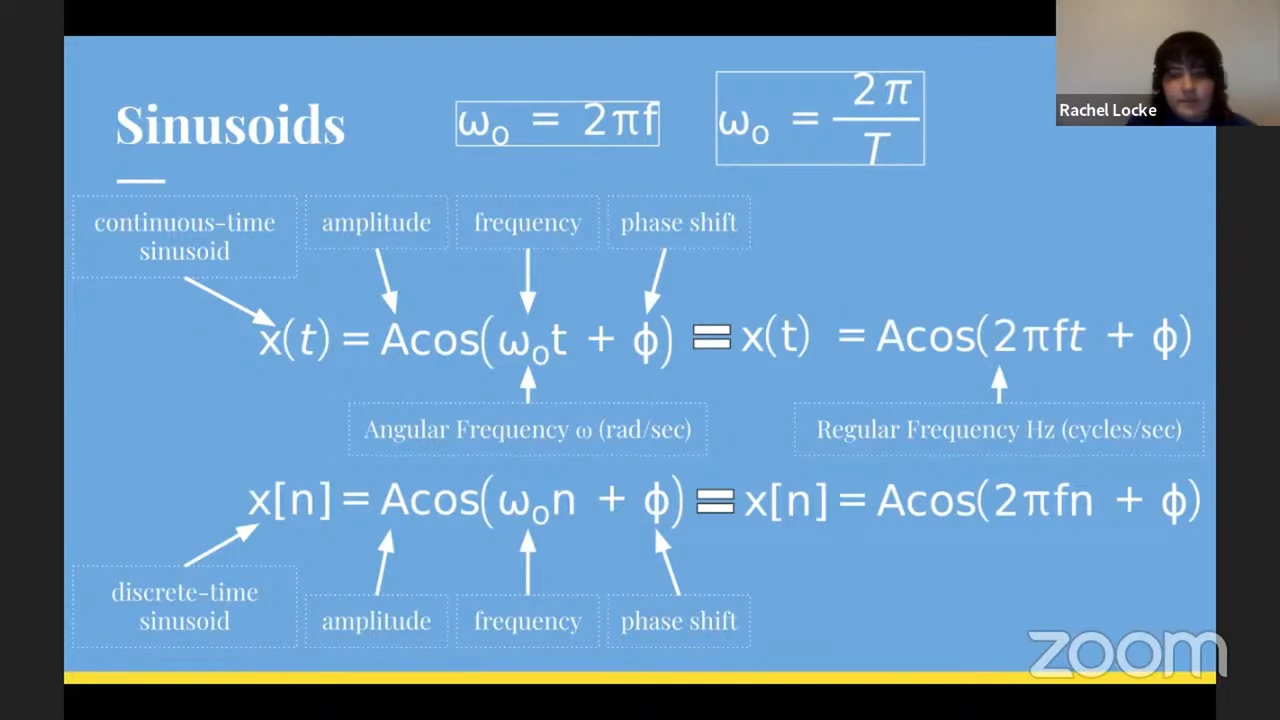 Sinusoids
ω₀ = 2πf
ω₀ = 2π/T
Rachel Locke
continuous-time
sinusoid
amplitude
frequency
phase shift
x(t) = Acos(ω₀t + ϕ) = x(t) = Acos(2πft + ϕ)
Angular Frequency ω (rad/sec)
Regular Frequency Hz (cycles/sec)
x[n] = Acos(ω₀n + ϕ) = x[n] = Acos(2πfn + ϕ)
discrete-time
sinusoid
amplitude
frequency
phase shift
zoom